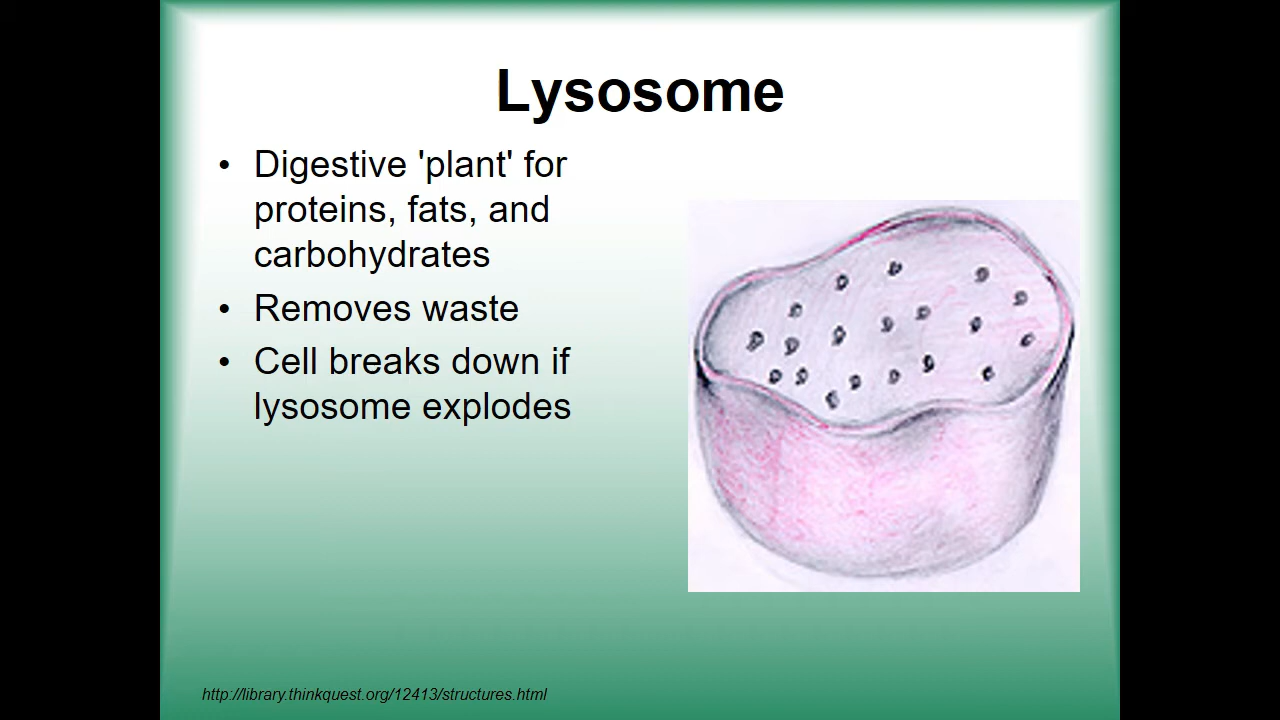 Lysosome
• Digestive 'plant' for
proteins, fats, and
carbohydrates
• Removes waste
• Cell breaks down if
lysosome explodes
http://library.thinkquest.org/12413/structures.html